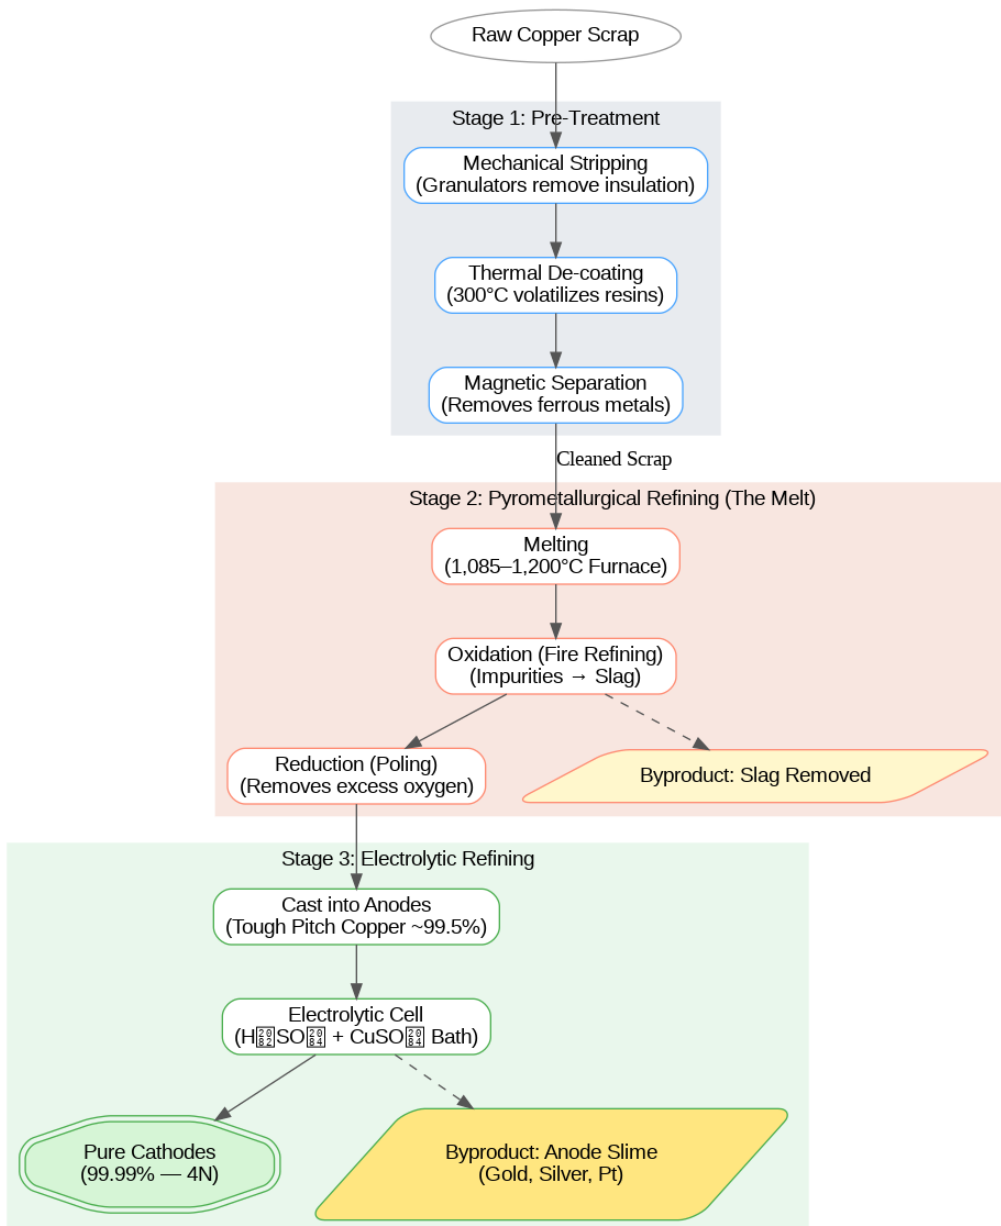 Raw Copper Scrap
Stage 1: Pre-Treatment
Mechanical Stripping
(Granulators remove insulation)
Thermal De-coating
(300°C volatilizes resins)
Magnetic Separation
(Removes ferrous metals)
Cleaned Scrap
Stage 2: Pyrometallurgical Refining (The Melt)
Melting
(1,085–1,200°C Furnace)
Oxidation (Fire Refining)
(Impurities → Slag)
Reduction (Poling)
(Removes excess oxygen)
Byproduct: Slag Removed
Stage 3: Electrolytic Refining
Cast into Anodes
(Tough Pitch Copper ~99.5%)
Electrolytic Cell
(H₂SO₄ + CuSO₄ Bath)
Pure Cathodes
(99.99% — 4N)
Byproduct: Anode Slime
(Gold, Silver, Pt)